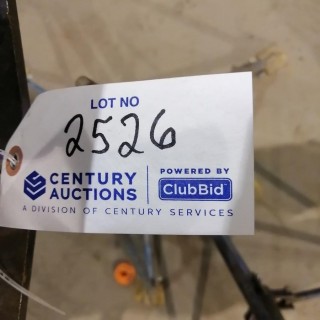 LOT NO
2526
CENTURY AUCTIONS
POWERED BY
ClubBid
A DIVISION OF CENTURY SERVICES